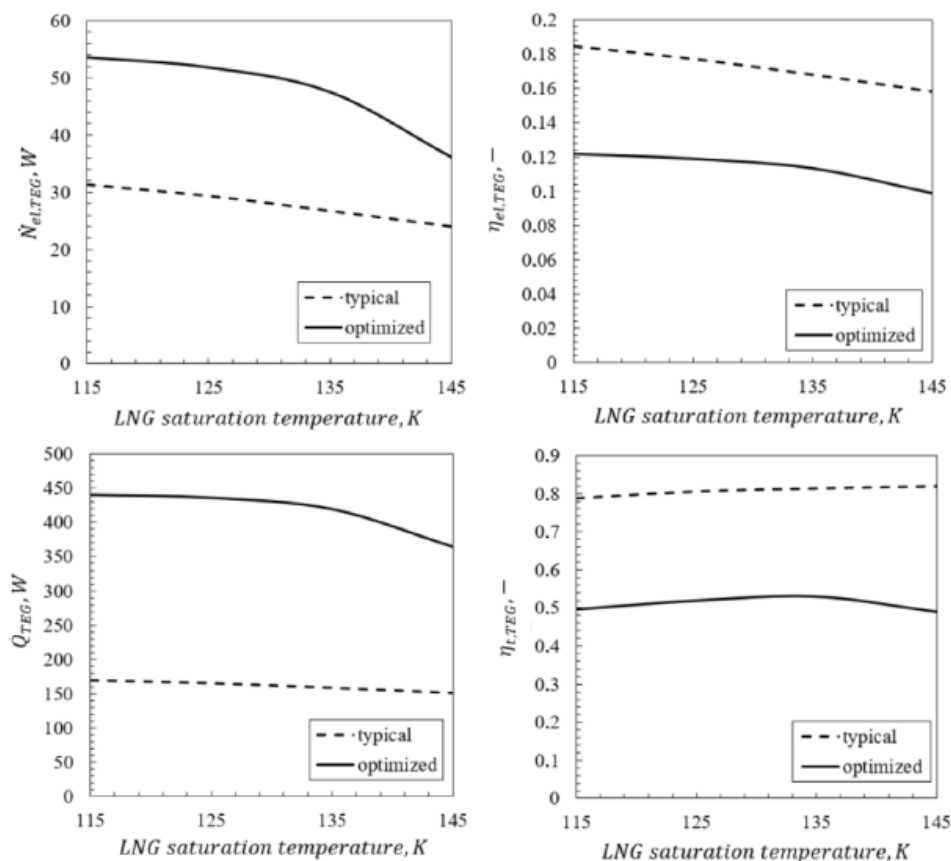 60
50
40
30
20
10
0
Ṅel,TEG, W
typical
optimized
115 125 135 145
LNG saturation temperature, K
0.2
0.18
0.16
0.14
0.12
0.1
0.08
0.06
0.04
0.02
0
ηel,TEG, −
typical
optimized
115 125 135 145
LNG saturation temperature, K
500
450
400
350
300
250
200
150
100
50
0
Q̇TEG, W
typical
optimized
115 125 135 145
LNG saturation temperature, K
0.9
0.8
0.7
0.6
0.5
0.4
0.3
0.2
0.1
0
ηt,TEG, −
typical
optimized
115 125 135 145
LNG saturation temperature, K